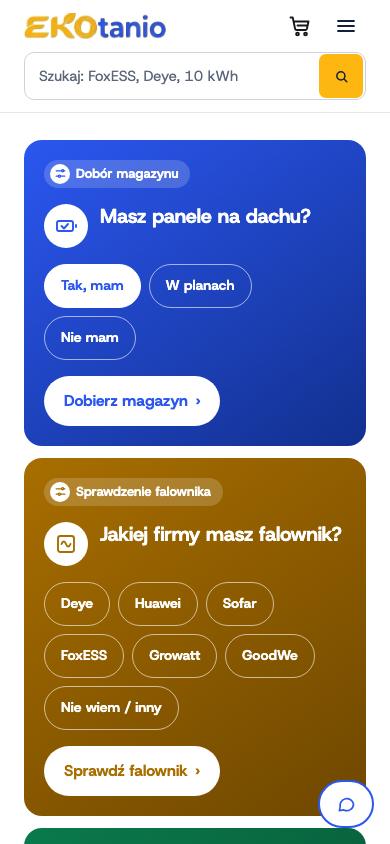 EKOtanio
Szukaj: FoxESS, Deye, 10 kWh
Dobór magazynu
Masz panele na dachu?
Tak, mam
W planach
Nie mam
Dobierz magazyn ›
Sprawdzenie falownika
Jakiej firmy masz falownik?
Deye
Huawei
Sofar
FoxESS
Growatt
GoodWe
Nie wiem / inny
Sprawdź falownik ›